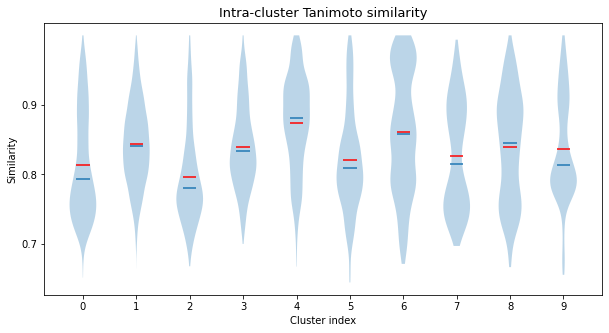 Intra-cluster Tanimoto similarity
Similarity
0.9
0.8
0.7
0 1 2 3 4 5 6 7 8 9
Cluster index